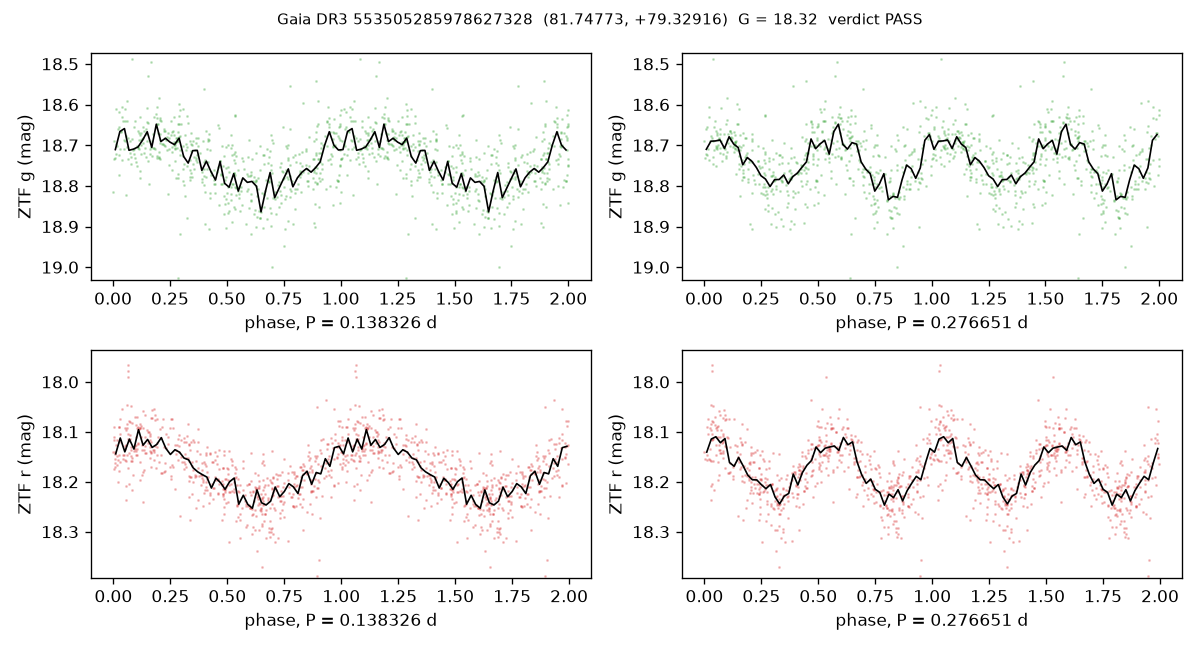 Gaia DR3 553505285978627328 (81.74773, +79.32916) G = 18.32 verdict PASS
ZTF g (mag)
18.5
18.6
18.7
18.8
18.9
19.0
0.00 0.25 0.50 0.75 1.00 1.25 1.50 1.75 2.00
phase, P = 0.138326 d
ZTF g (mag)
18.5
18.6
18.7
18.8
18.9
19.0
0.00 0.25 0.50 0.75 1.00 1.25 1.50 1.75 2.00
phase, P = 0.276651 d
ZTF r (mag)
18.0
18.1
18.2
18.3
0.00 0.25 0.50 0.75 1.00 1.25 1.50 1.75 2.00
phase, P = 0.138326 d
ZTF r (mag)
18.0
18.1
18.2
18.3
0.00 0.25 0.50 0.75 1.00 1.25 1.50 1.75 2.00
phase, P = 0.276651 d